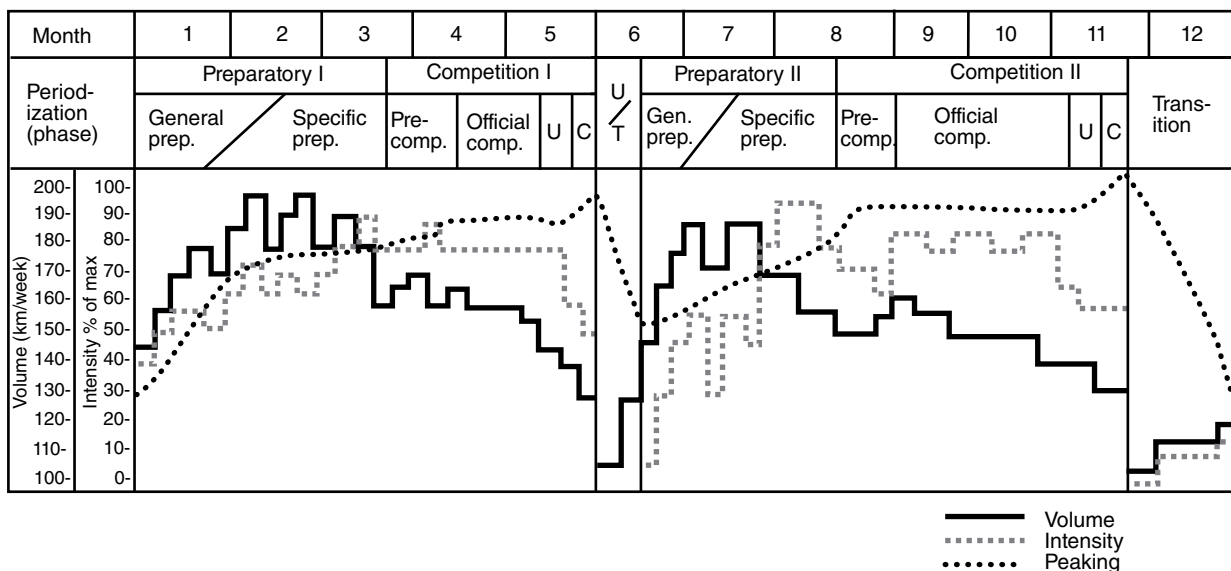 Month 1 2 3 4 5 6 7 8 9 10 11 12
Period-
ization
(phase)
Preparatory I Competition I
General
prep.
Specific
prep.
Pre-
comp.
Official
comp.
U C
U
T
Preparatory II Competition II
Gen.
prep.
Specific
prep.
Pre-
comp.
Official
comp.
U C
Trans-
ition
Volume (km/week)
200-
190-
180-
170-
160-
150-
140-
130-
120-
110-
100-
Intensity % of max
100-
90-
80-
70-
60-
50-
40-
30-
20-
10-
0-
Volume
Intensity
Peaking